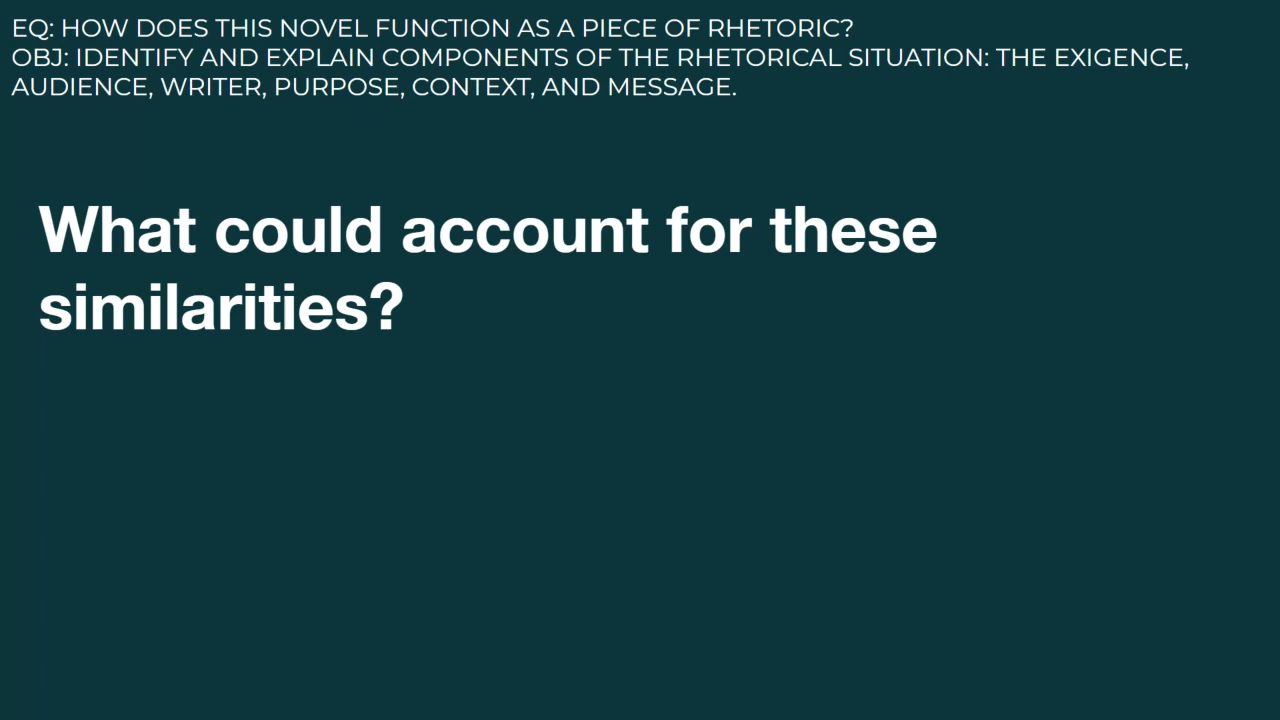 EQ: HOW DOES THIS NOVEL FUNCTION AS A PIECE OF RHETORIC?
OBJ: IDENTIFY AND EXPLAIN COMPONENTS OF THE RHETORICAL SITUATION: THE EXIGENCE,
AUDIENCE, WRITER, PURPOSE, CONTEXT, AND MESSAGE.
What could account for these
similarities?